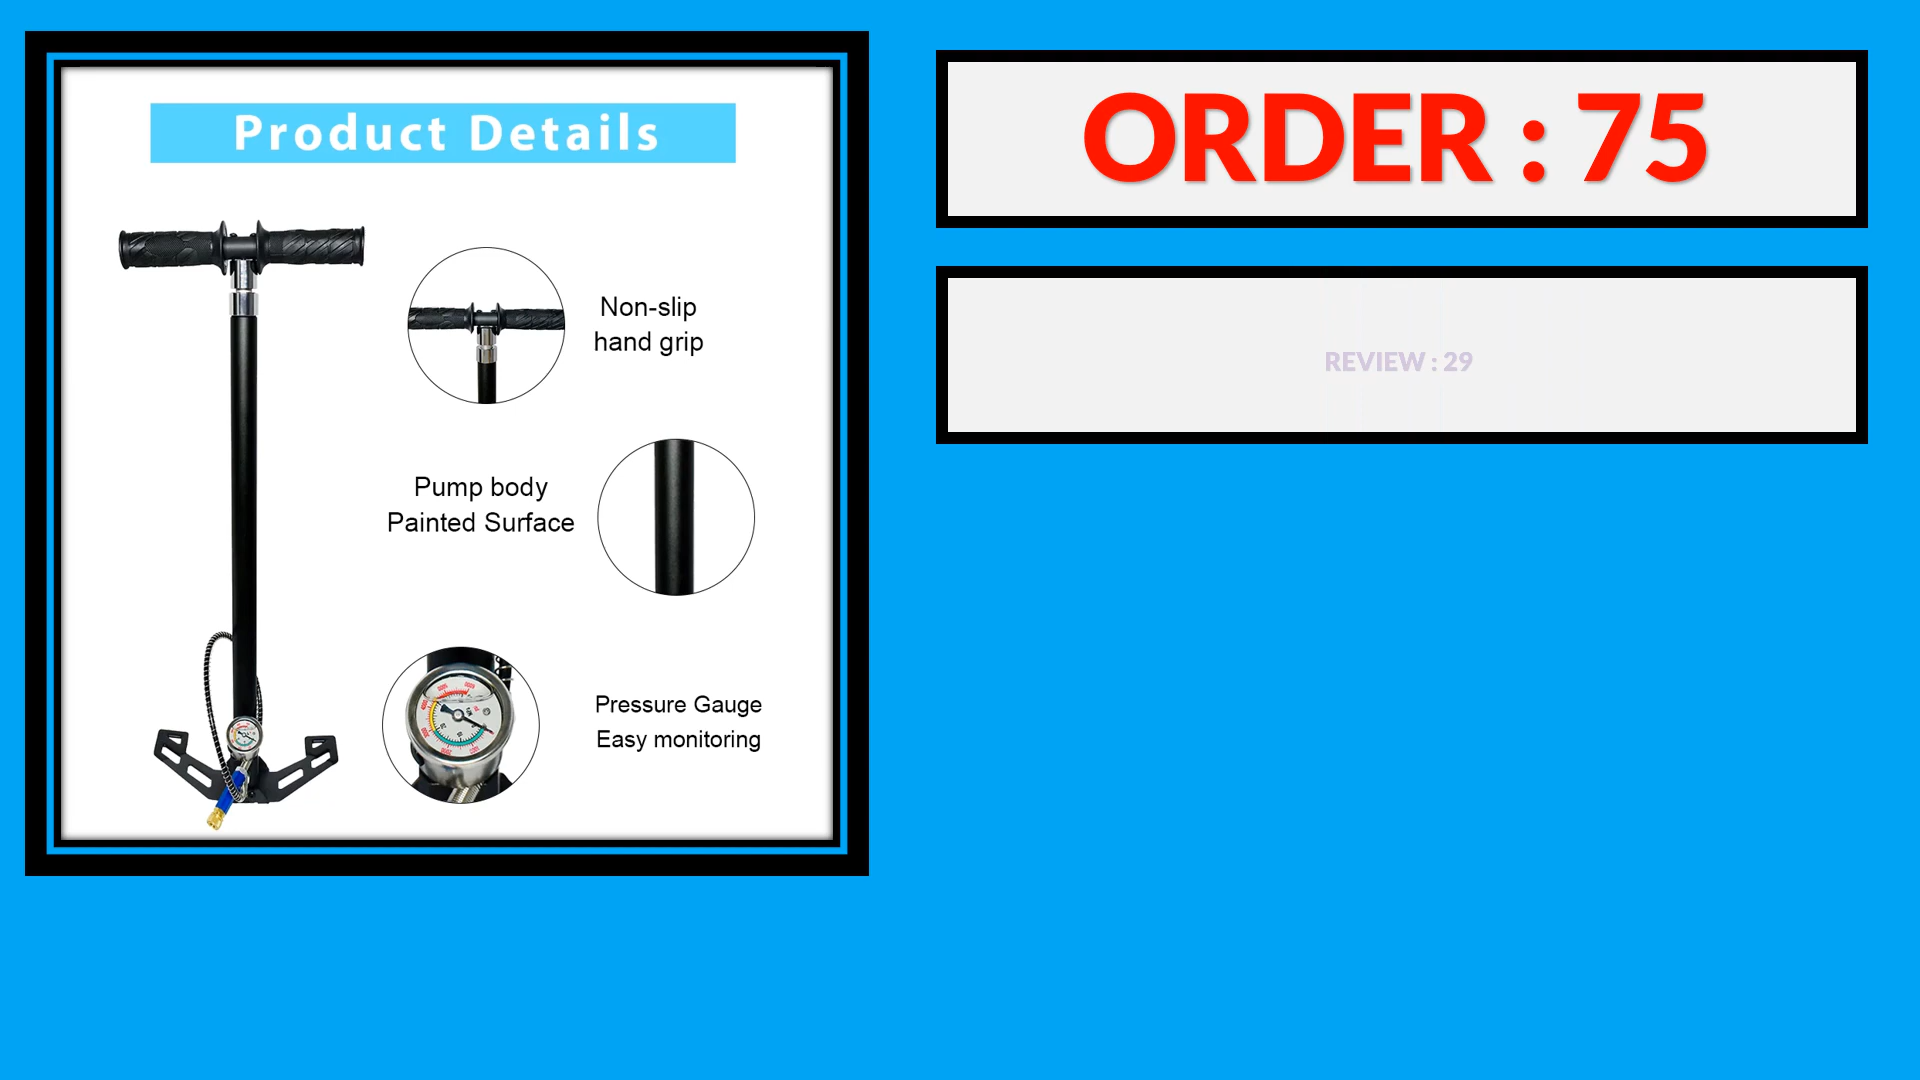 Product Details
Non-slip
hand grip
Pump body
Painted Surface
Pressure Gauge
Easy monitoring
ORDER : 75
REVIEW : 29